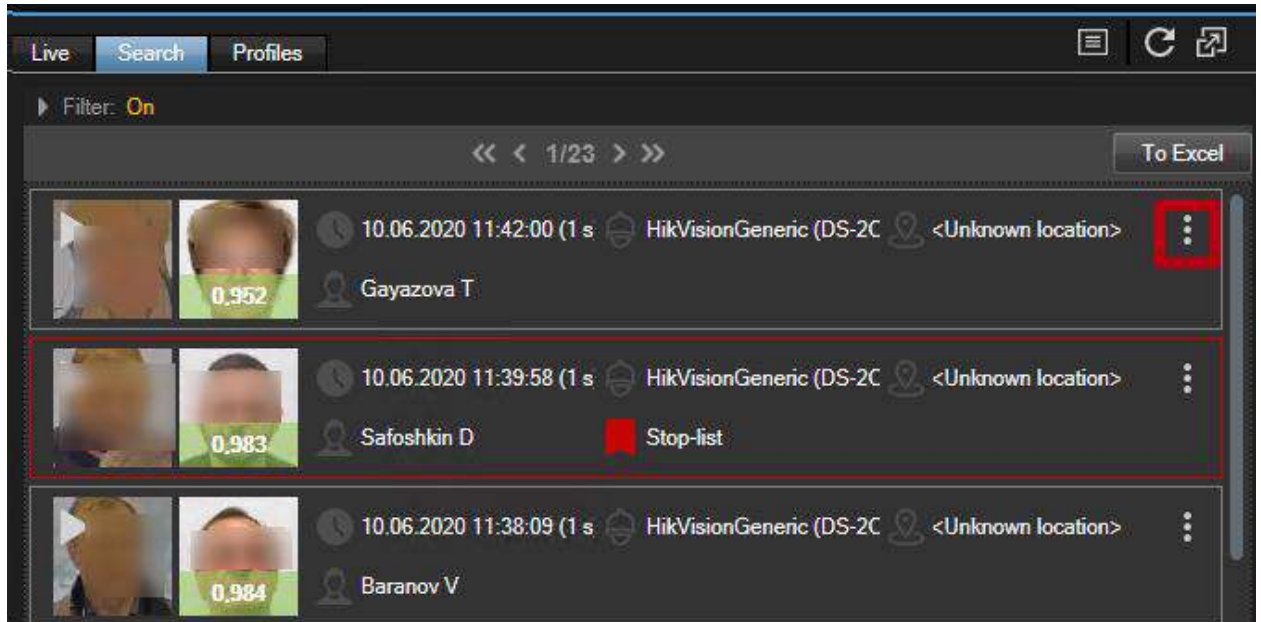 Live Search Profiles
Filter: On
1/23 To Excel
10.06.2020 11:42:00 (1 s HikVisionGeneric (DS-2C <Unknown location>
0,952 Gayazova T
10.06.2020 11:39:58 (1 s HikVisionGeneric (DS-2C <Unknown location>
0,983 Safoshkin D Stop-list
10.06.2020 11:38:09 (1 s HikVisionGeneric (DS-2C <Unknown location>
0,984 Baranov V